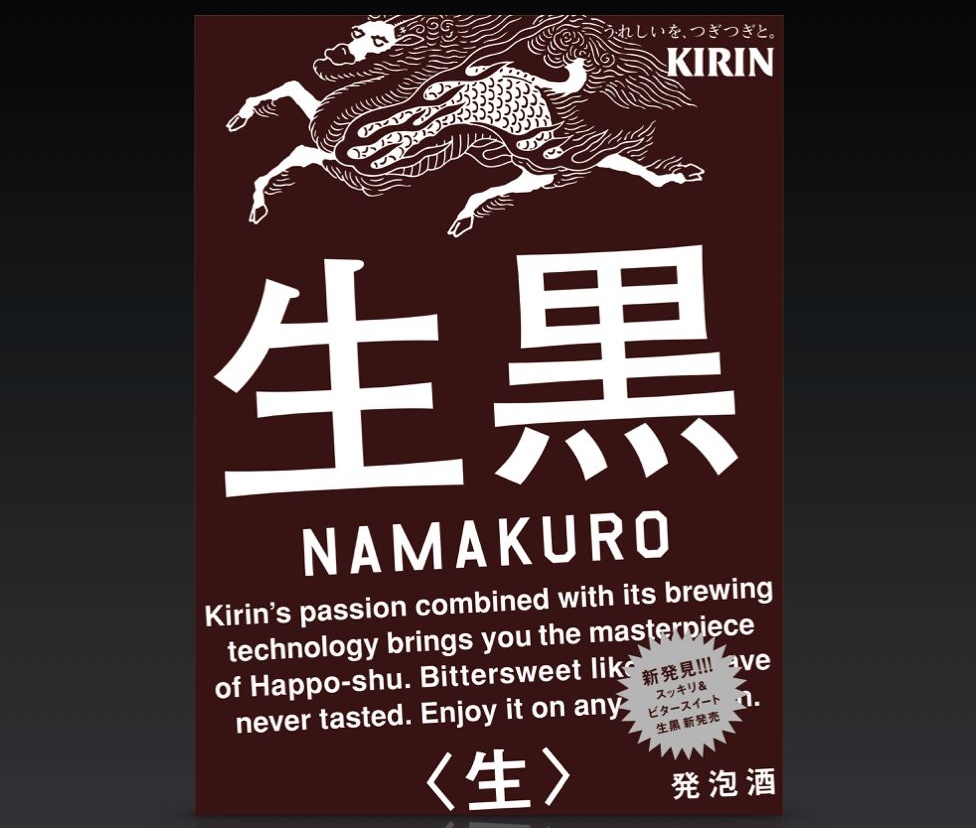 うれしいを、つぎつぎと。
KIRIN
生黒
NAMAKURO
Kirin's passion combined with its brewing
technology brings you the masterpiece
of Happo-shu. Bittersweet ave
never tasted. Enjoy it on any n.
新発見!!!
スッキリ&
ビタースイート
生黒 新発売
〈生〉
発泡酒